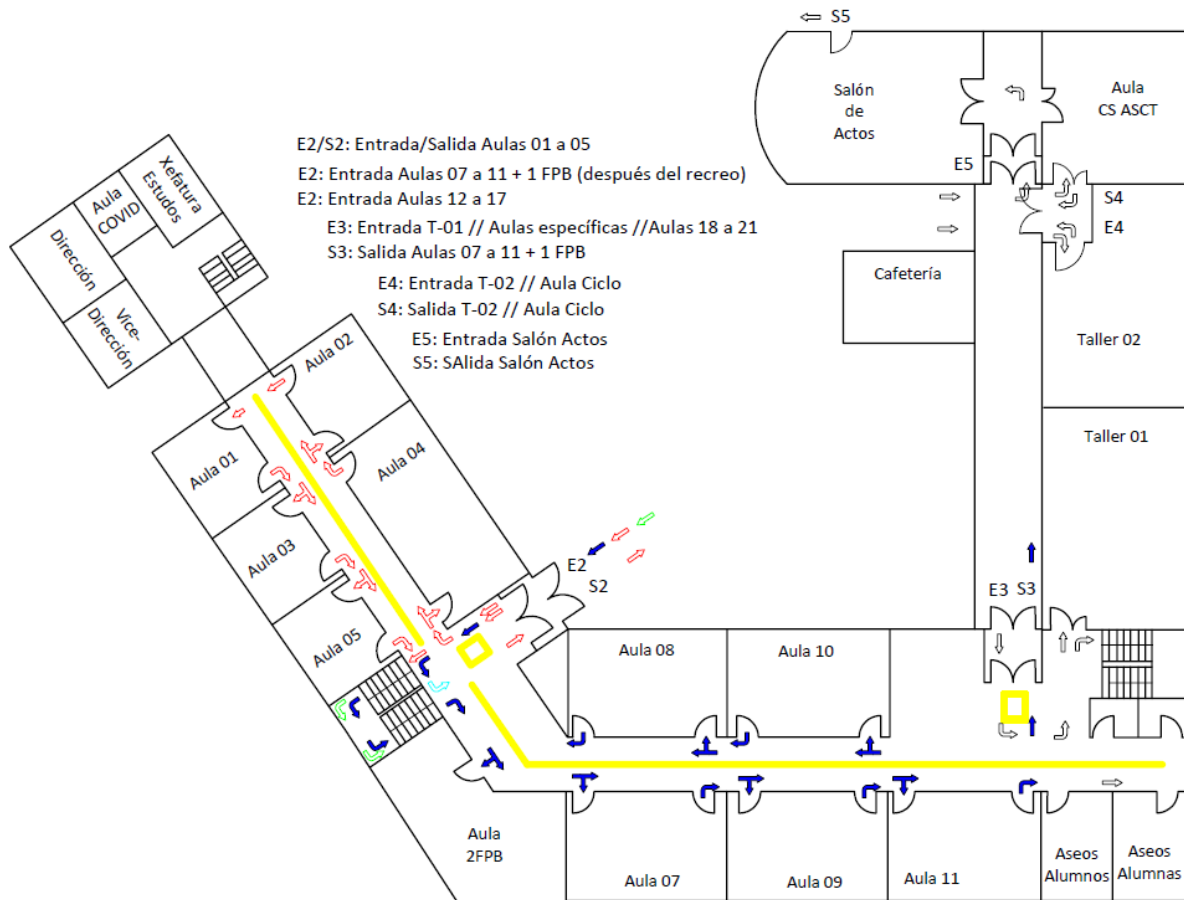 S5
Salón
de
Actos
Aula
CS ASCT
E5
S4
E4
E2/S2: Entrada/Salida Aulas 01 a 05
E2: Entrada Aulas 07 a 11 + 1 FPB (después del recreo)
E2: Entrada Aulas 12 a 17
E3: Entrada T-01 // Aulas específicas //Aulas 18 a 21
S3: Salida Aulas 07 a 11 + 1 FPB
E4: Entrada T-02 // Aula Ciclo
S4: Salida T-02 // Aula Ciclo
E5: Entrada Salón Actos
S5: SAlida Salón Actos
Xefatura
Estudos
Aula
COVID
Dirección
Vice-
Dirección
Cafetería
Taller 02
Taller 01
Aula 02
Aula 01
Aula 04
Aula 03
Aula 05
E2
S2
E3 S3
Aula 08
Aula 10
Aula
2FPB
Aula 07
Aula 09
Aula 11
Aseos
Alumnos
Aseos
Alumnas